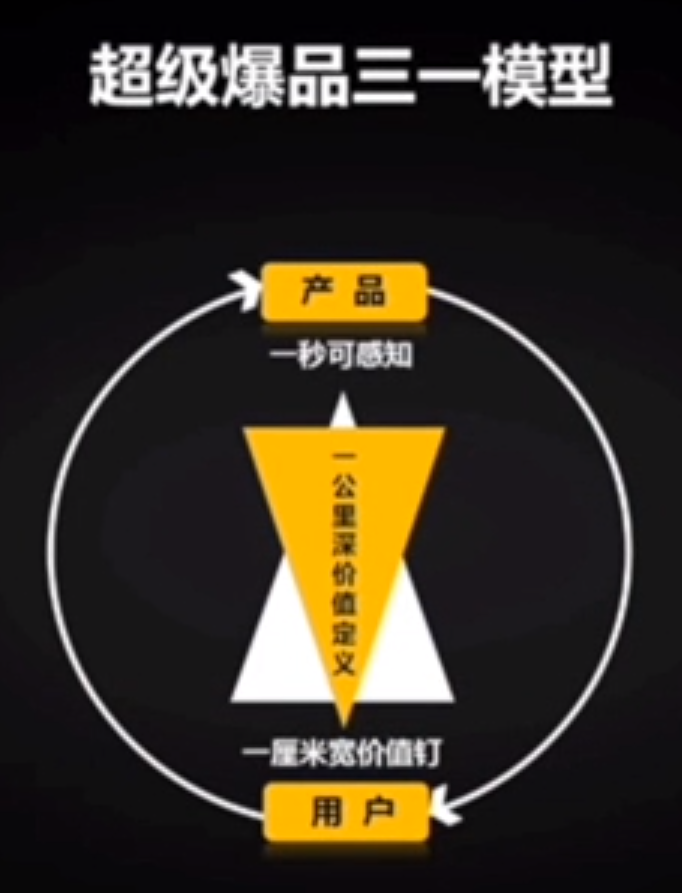 超级爆品三一模型
产品
一秒可感知
一公里深价值定义
一厘米宽价值钉
用户